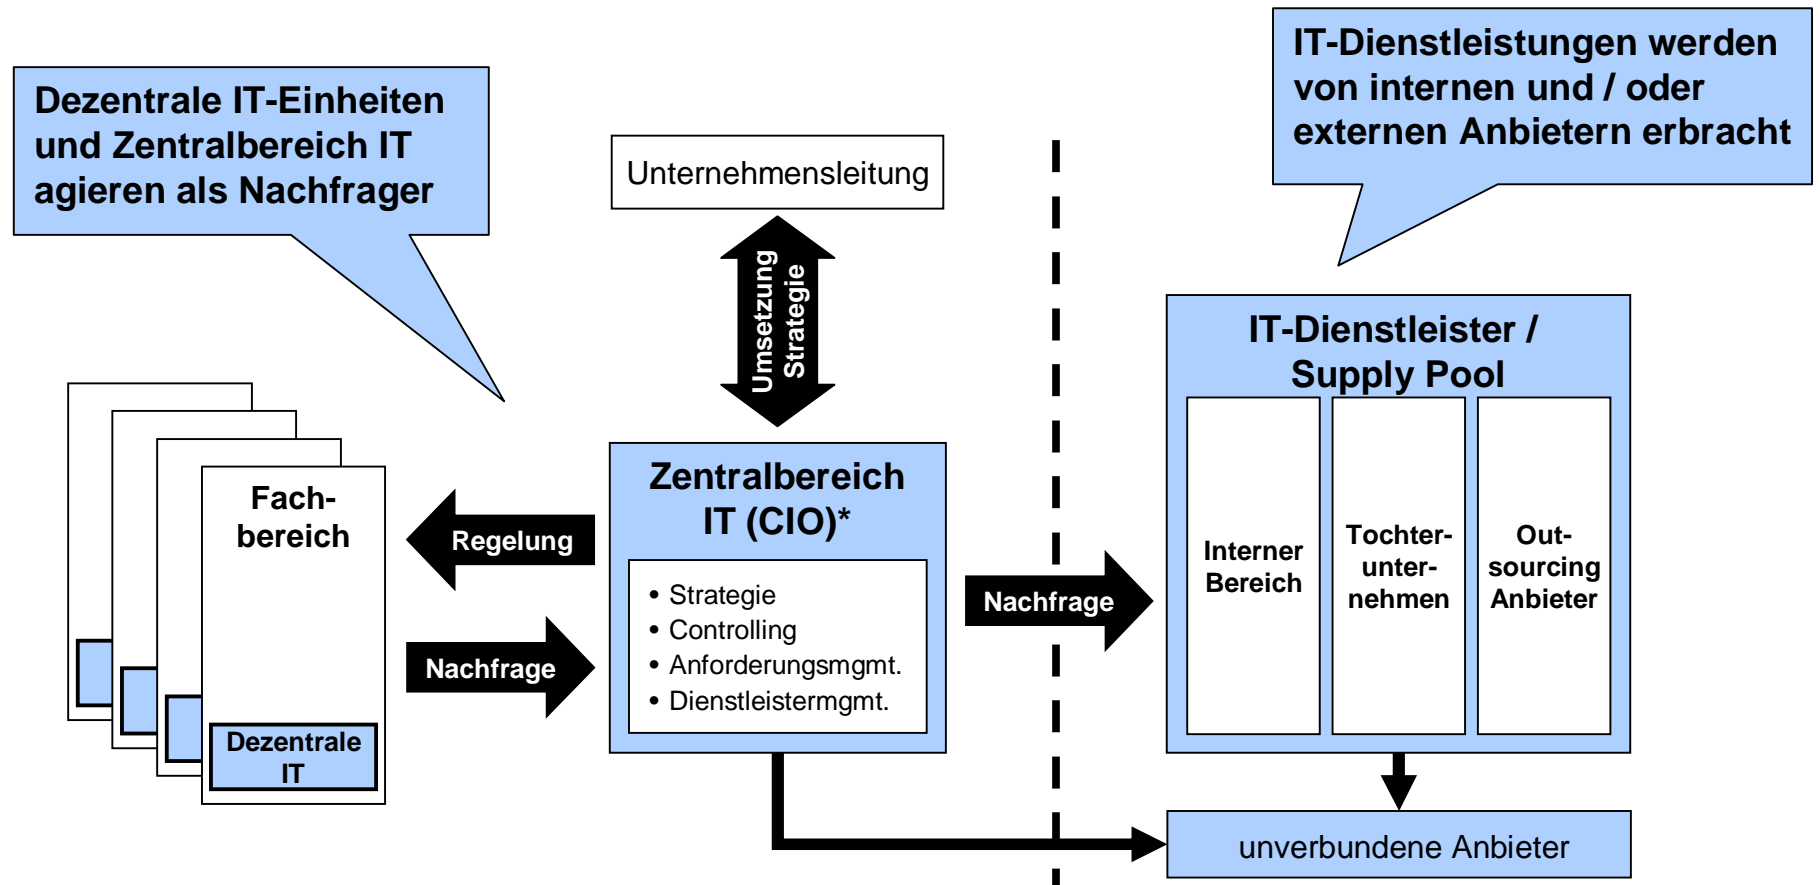 Dezentrale IT-Einheiten
und Zentralbereich IT
agieren als Nachfrager
IT-Dienstleistungen werden
von internen und / oder
externen Anbietern erbracht
Unternehmensleitung
Umsetzung
Strategie
Fach-
bereich
Dezentrale
IT
Regelung
Nachfrage
Zentralbereich
IT (CIO)*
• Strategie
• Controlling
• Anforderungsmgmt.
• Dienstleistermgmt.
Nachfrage
IT-Dienstleister /
Supply Pool
Interner
Bereich
Tochter-
unter-
nehmen
Out-
sourcing
Anbieter
unverbundene Anbieter